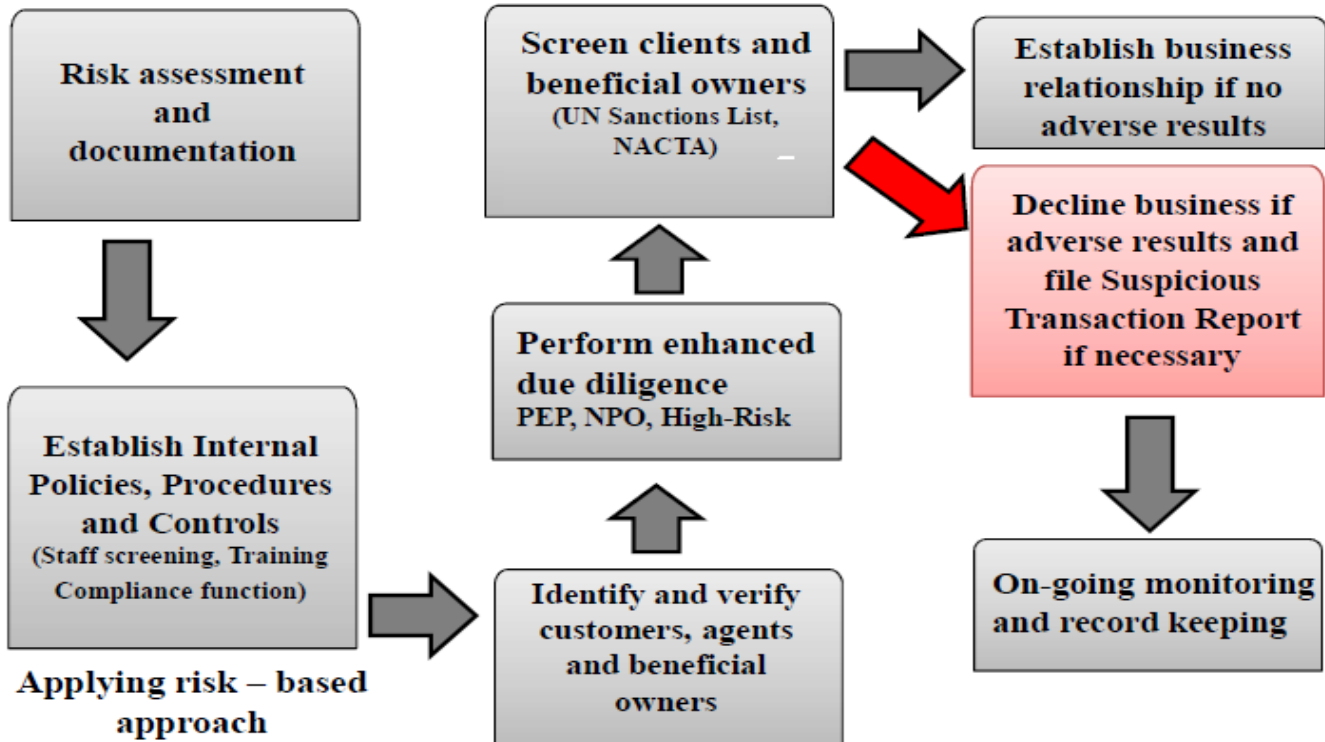 Risk assessment
and
documentation
Establish Internal
Policies, Procedures
and Controls
(Staff screening, Training
Compliance function)
Applying risk – based
approach
Identify and verify
customers, agents
and beneficial
owners
Perform enhanced
due diligence
PEP, NPO, High-Risk
Screen clients and
beneficial owners
(UN Sanctions List,
NACTA)
Establish business
relationship if no
adverse results
Decline business if
adverse results and
file Suspicious
Transaction Report
if necessary
On-going monitoring
and record keeping